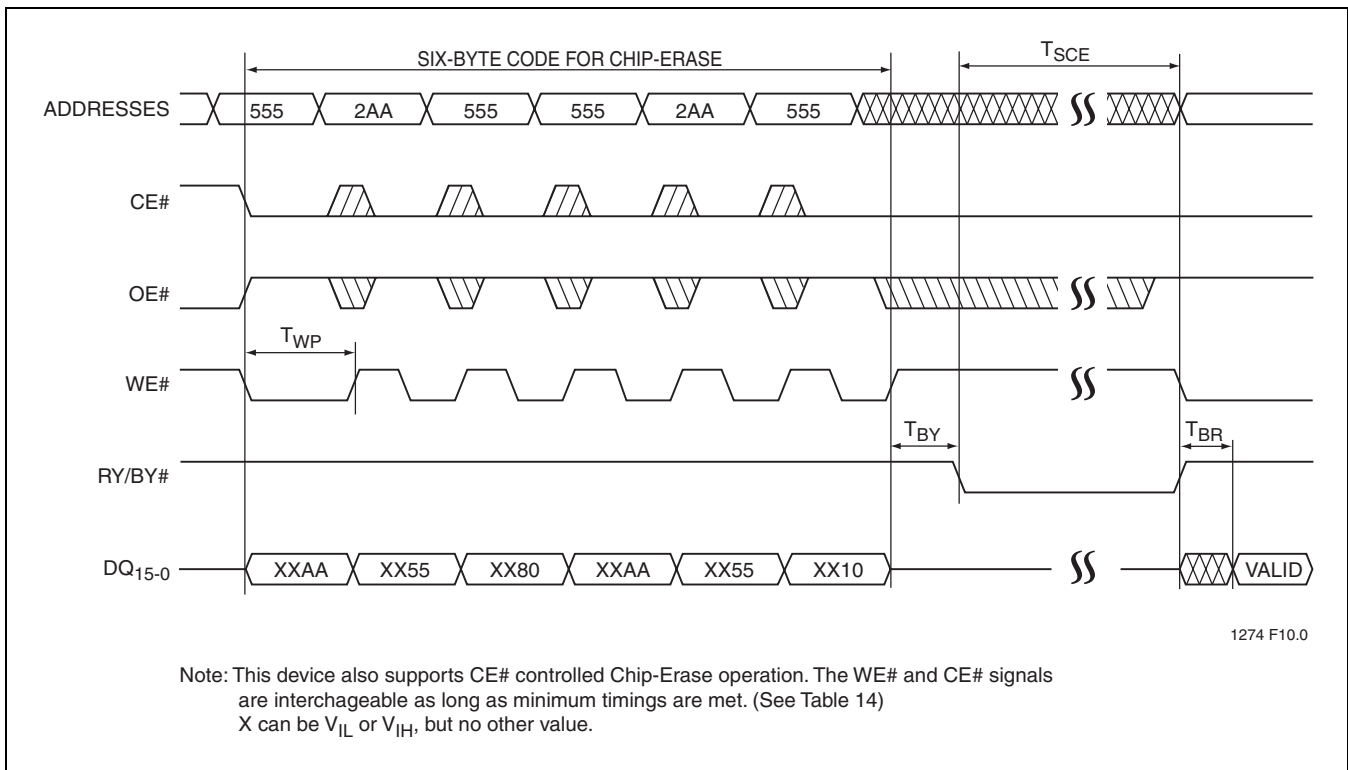 SIX-BYTE CODE FOR CHIP-ERASE
TSCE
ADDRESSES 555 2AA 555 555 2AA 555
CE#
OE#
TWP
WE#
TBY TBR
RY/BY#
DQ15-0 XXAA XX55 XX80 XXAA XX55 XX10 VALID
1274 F10.0
Note: This device also supports CE# controlled Chip-Erase operation. The WE# and CE# signals
are interchageable as long as minimum timings are met. (See Table 14)
X can be VIL or VIH, but no other value.